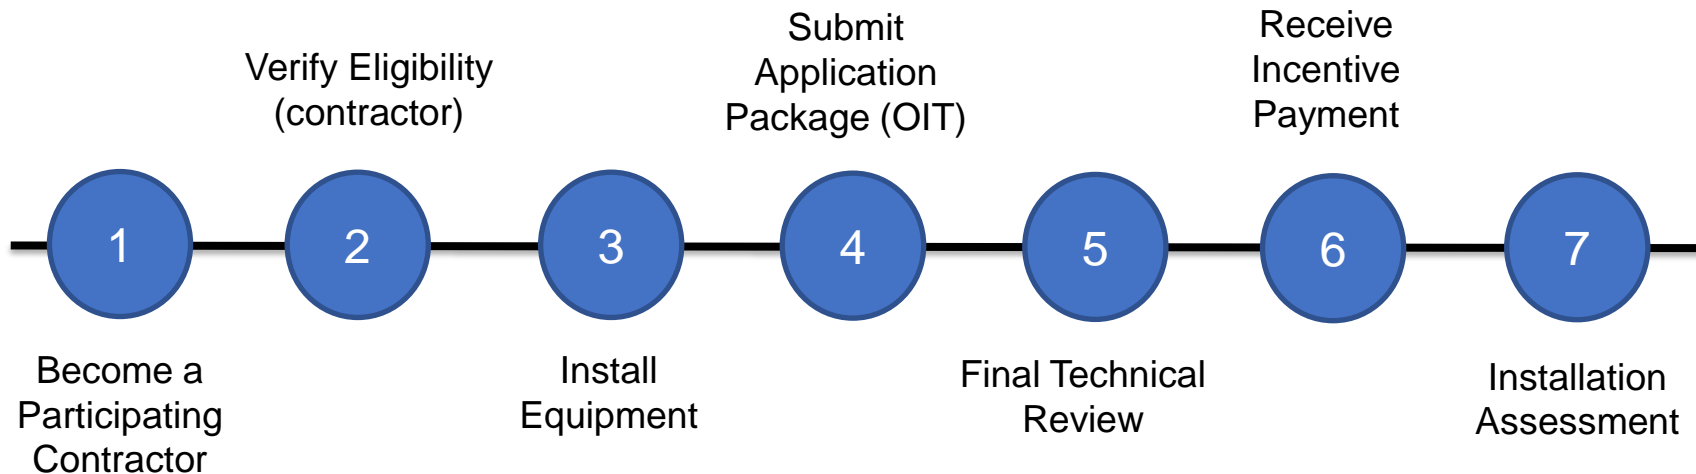 Submit
Application
Package (OIT)
Receive
Incentive
Payment
Verify Eligibility
(contractor)
1
2
3
4
5
6
7
Become a
Participating
Contractor
Install
Equipment
Final Technical
Review
Installation
Assessment